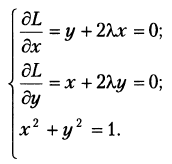 ∂L/∂x = y + 2λx = 0;
∂L/∂y = x + 2λy = 0;
x² + y² = 1.